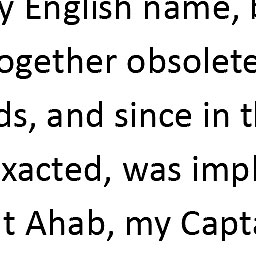 y English name, b
ogether obsolete
ds, and since in th
xacted, was impl
t Ahab, my Capta